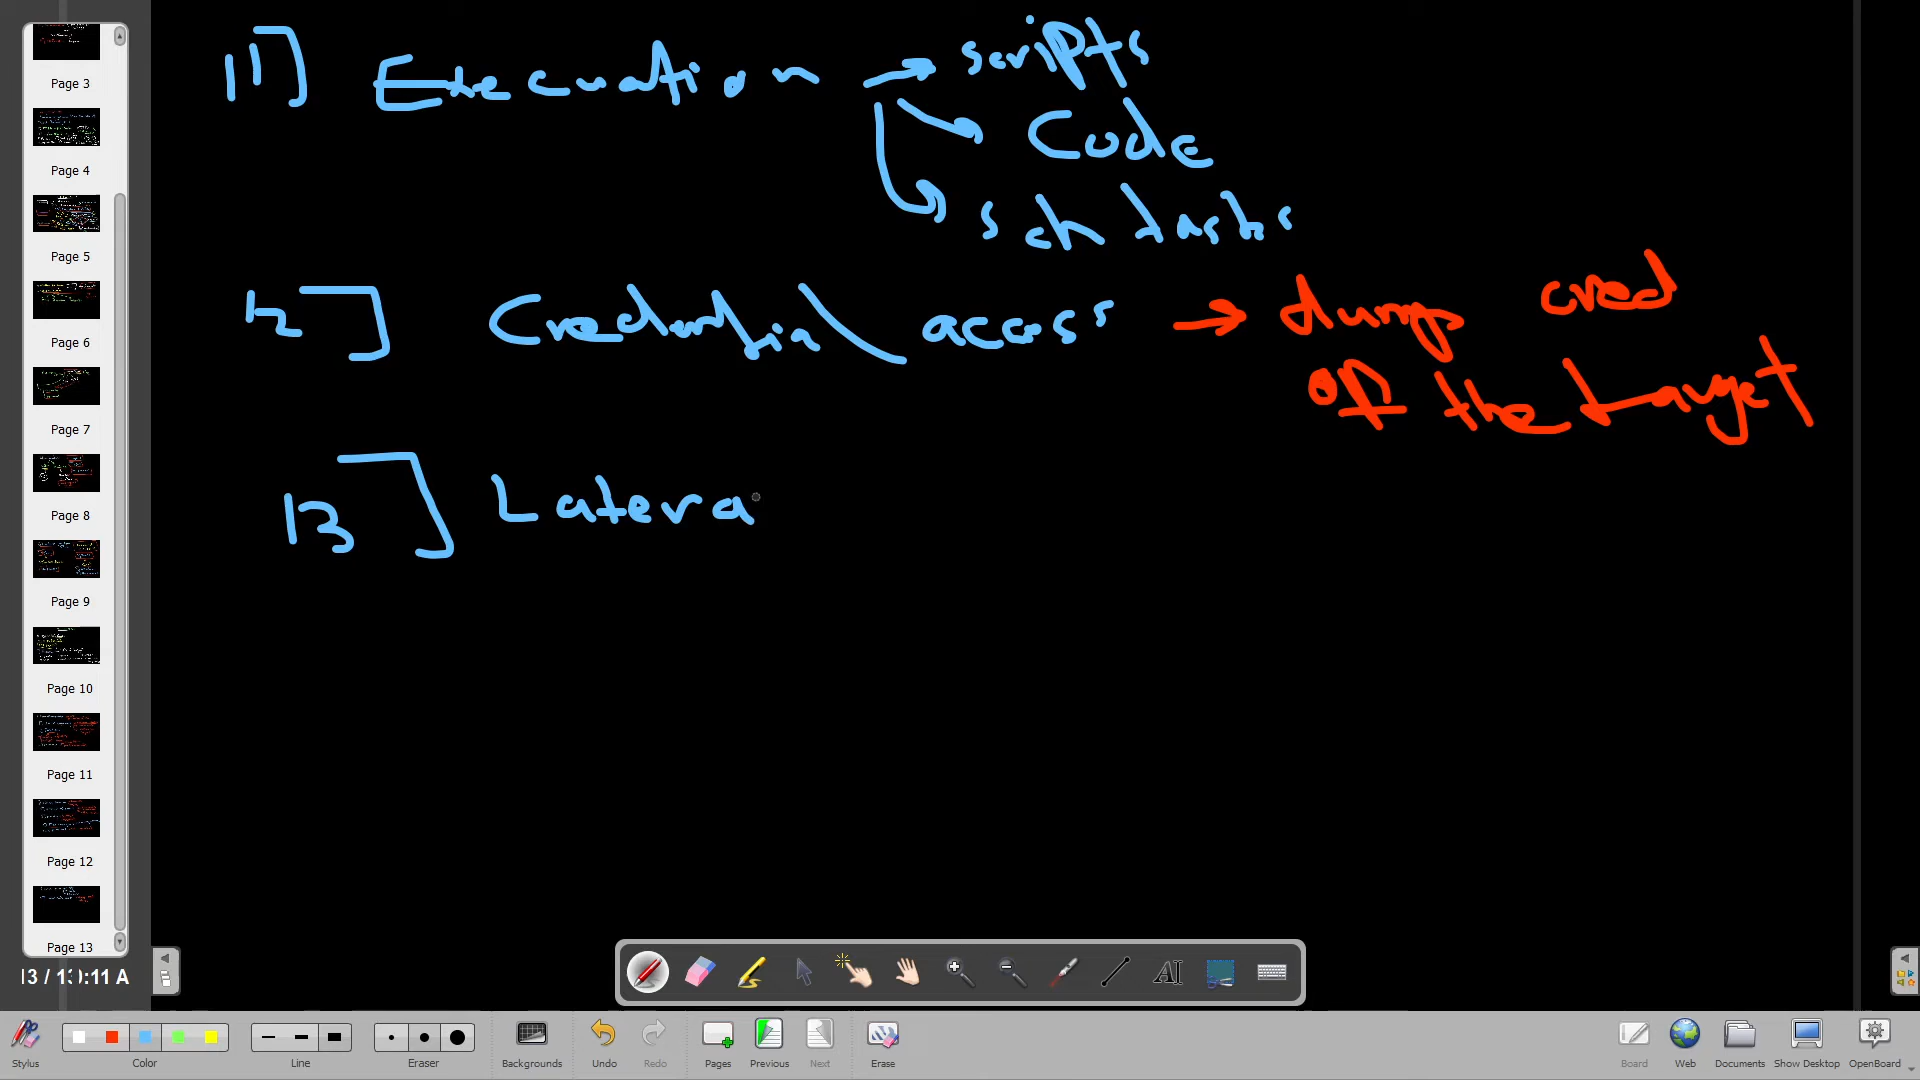 11] Execuation → scripts
Code
sch tasks
12] Credential access → dump cred
of the target
13] Latera
Page 3
Page 4
Page 5
Page 6
Page 7
Page 8
Page 9
Page 10
Page 11
Page 12
Page 13
Stylus
Color
Line
Eraser
Backgrounds
Undo
Redo
Pages
Previous
Next
Erase
Board
Web
Documents
Show Desktop
OpenBoard